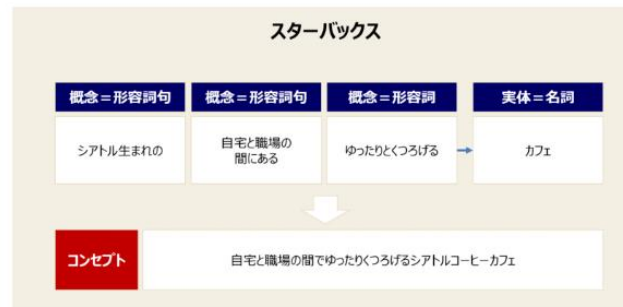 スターバックス
概念=形容詞句
概念=形容詞句
概念=形容詞
実体=名詞
シアトル生まれの
自宅と職場の
間にある
ゆったりとくつろげる
カフェ
コンセプト
自宅と職場の間でゆったりくつろげるシアトルコーヒーカフェ